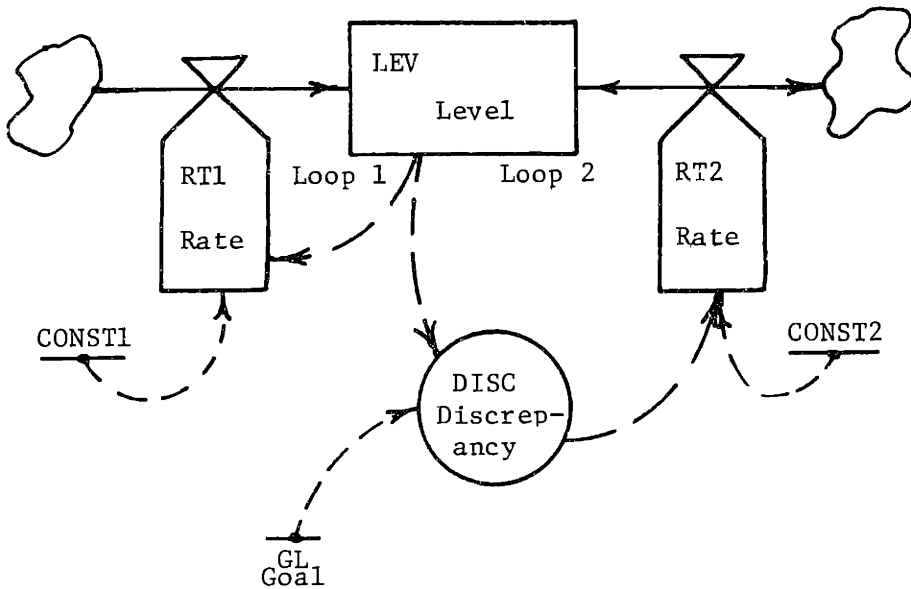 LEV
Level
RT1
Rate
Loop 1
Loop 2
RT2
Rate
CONST1
CONST2
DISC
Discrep-
ancy
GL
Goal